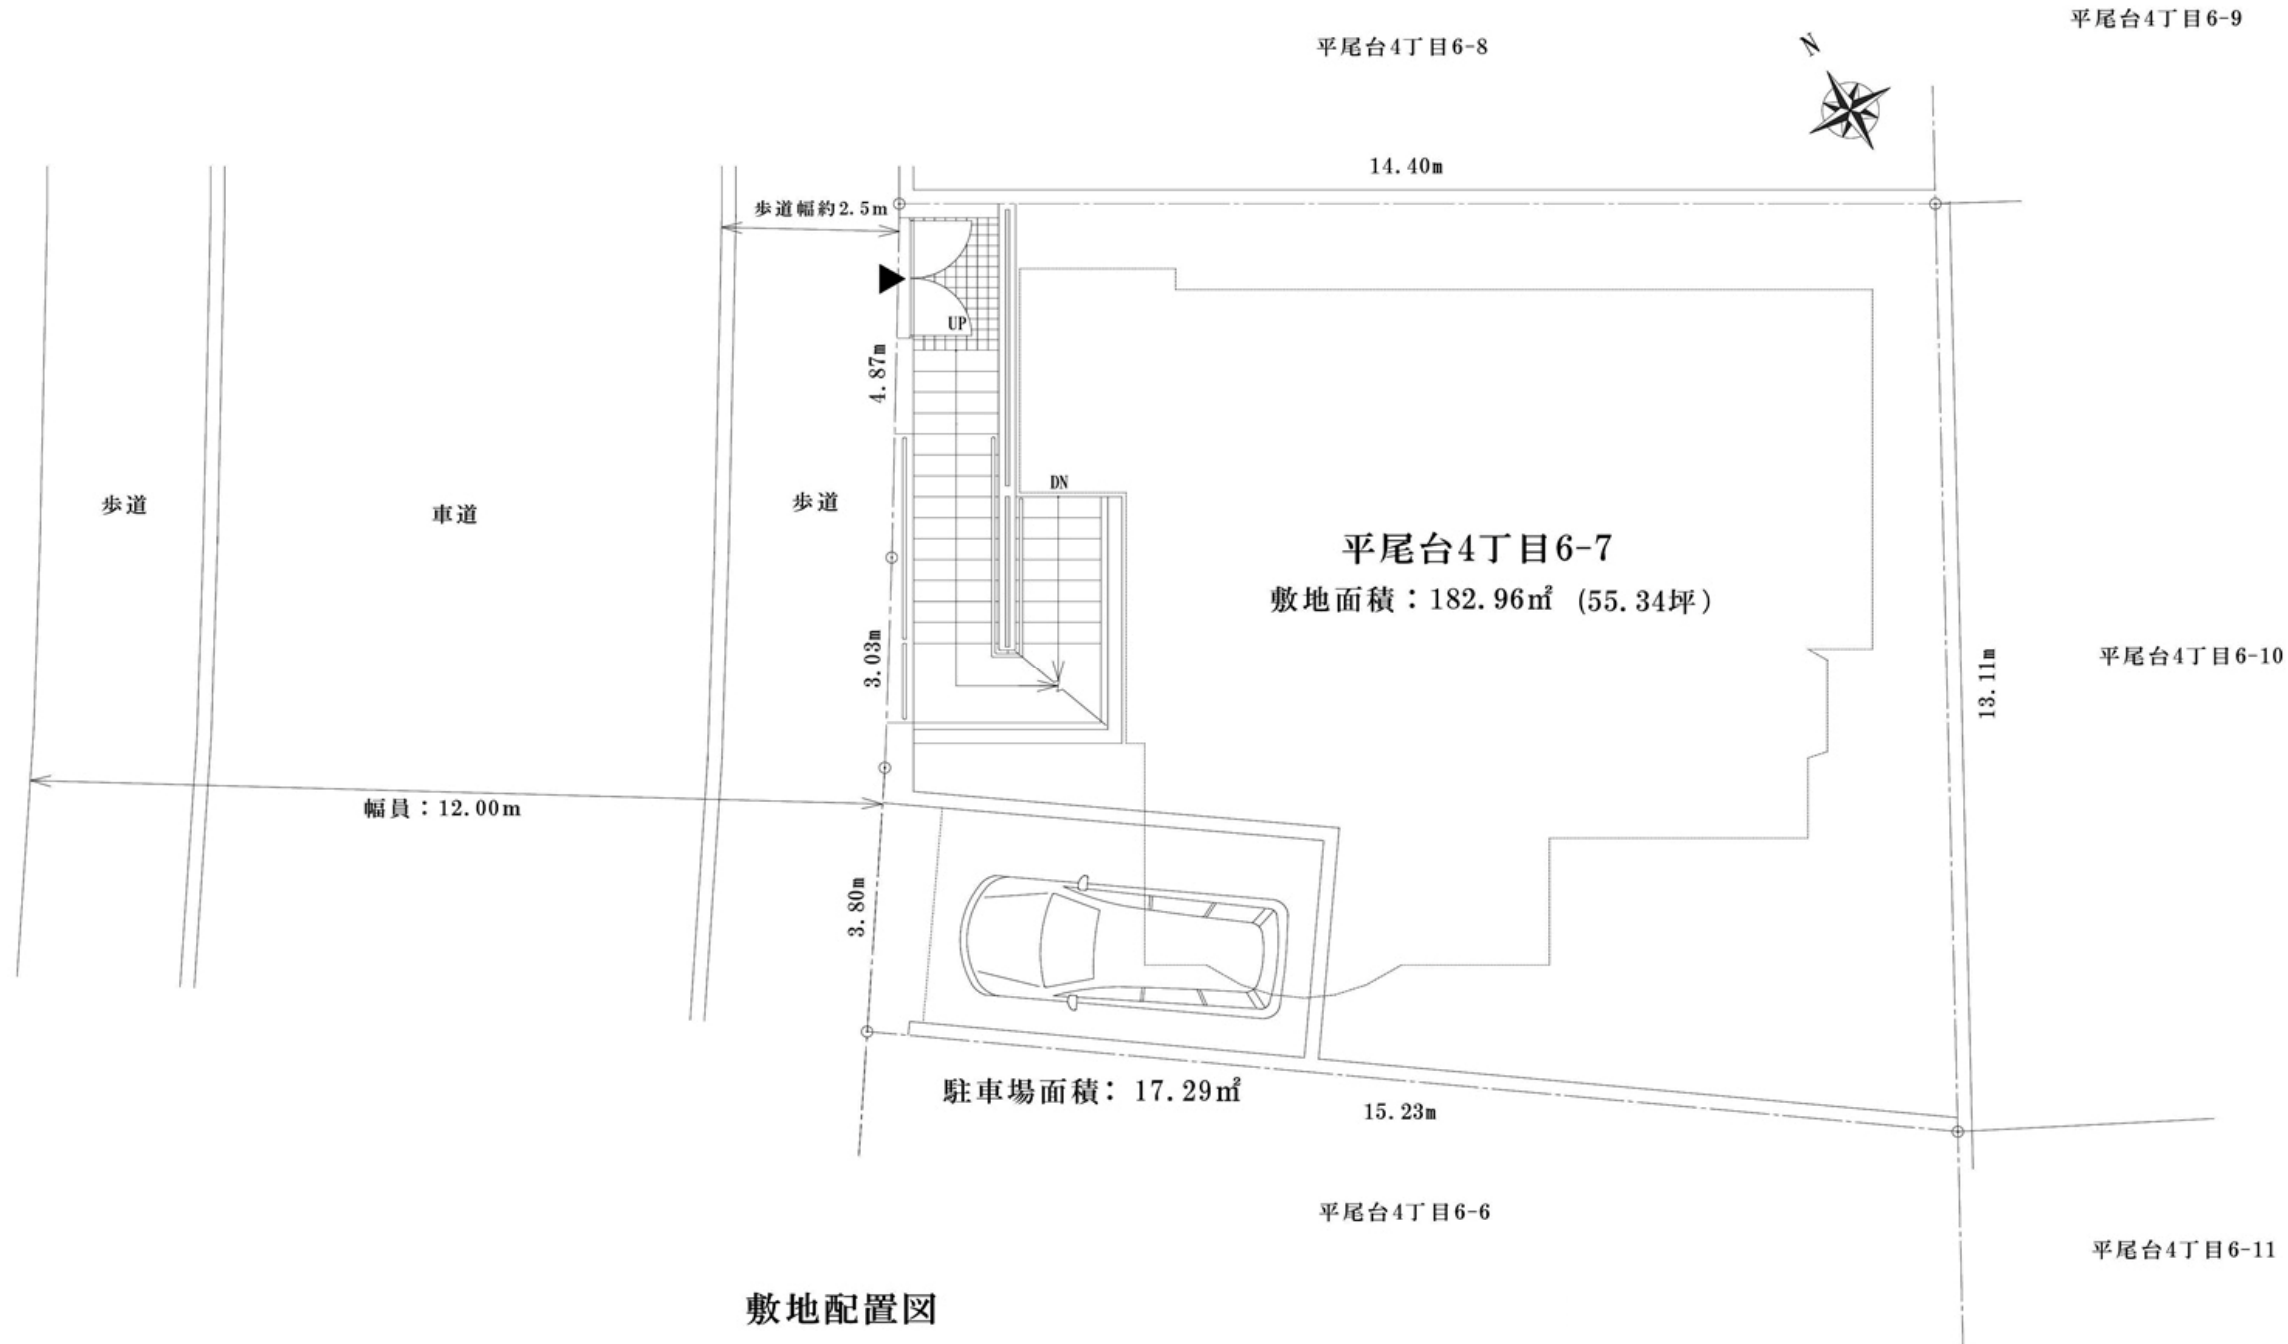 平尾台4丁目6-9
平尾台4丁目6-8
N
14.40m
歩道幅約2.5m
UP
4.87m
DN
歩道
車道
歩道
平尾台4丁目6-7
敷地面積：182.96㎡ (55.34坪)
3.03m
13.11m
平尾台4丁目6-10
幅員：12.00m
3.80m
駐車場面積：17.29㎡
15.23m
平尾台4丁目6-6
平尾台4丁目6-11
敷地配置図